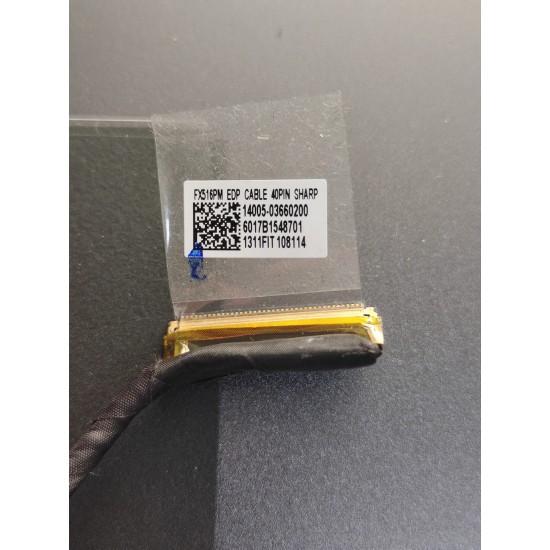 FX516PM EDP CABLE 40PIN SHARP
14005-03660200
6017B1548701
1311FIT 108114